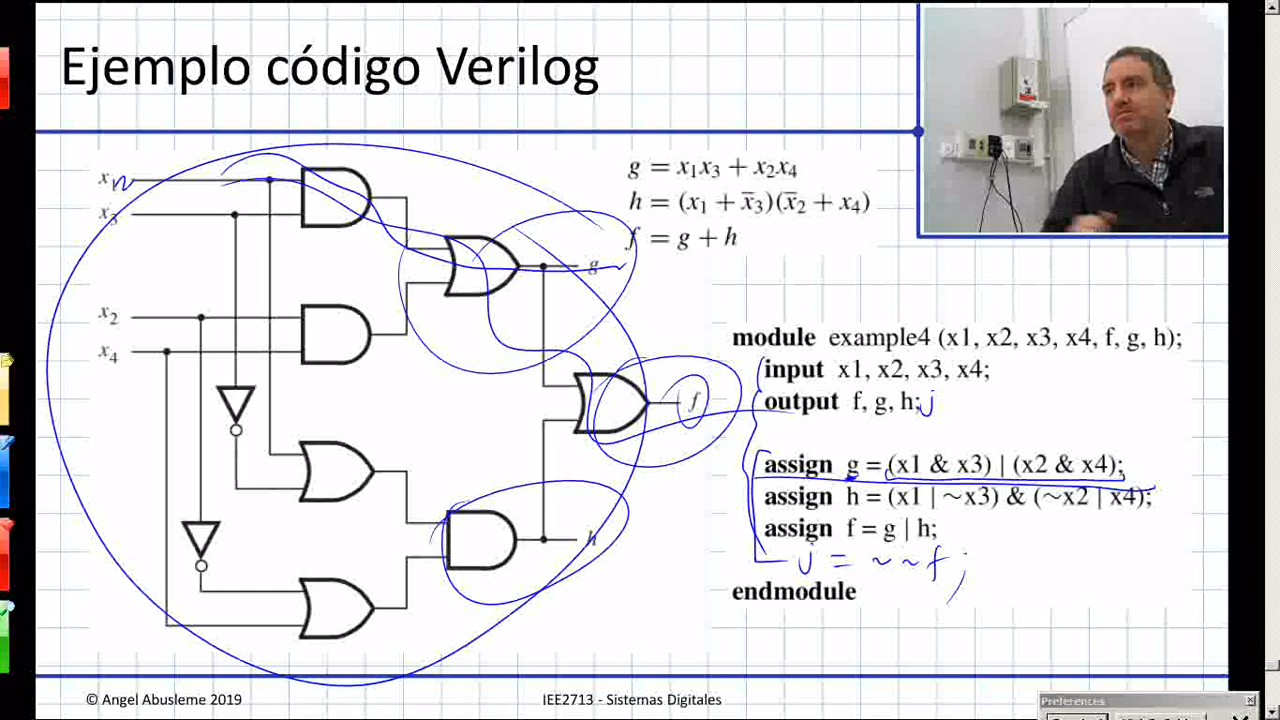 Ejemplo código Verilog
x₁
x₃
x₂
x₄
g
f
h
g = x₁x₃ + x₂x₄
h = (x₁ + x̄₃)(x̄₂ + x₄)
f = g + h
module example4 (x1, x2, x3, x4, f, g, h);
input x1, x2, x3, x4;
output f, g, h; j
assign g = (x1 & x3) | (x2 & x4);
assign h = (x1 | ~x3) & (~x2 | x4);
assign f = g | h;
j = ~~f;
endmodule
© Angel Abusleme 2019
IEE2713 - Sistemas Digitales
Preferences